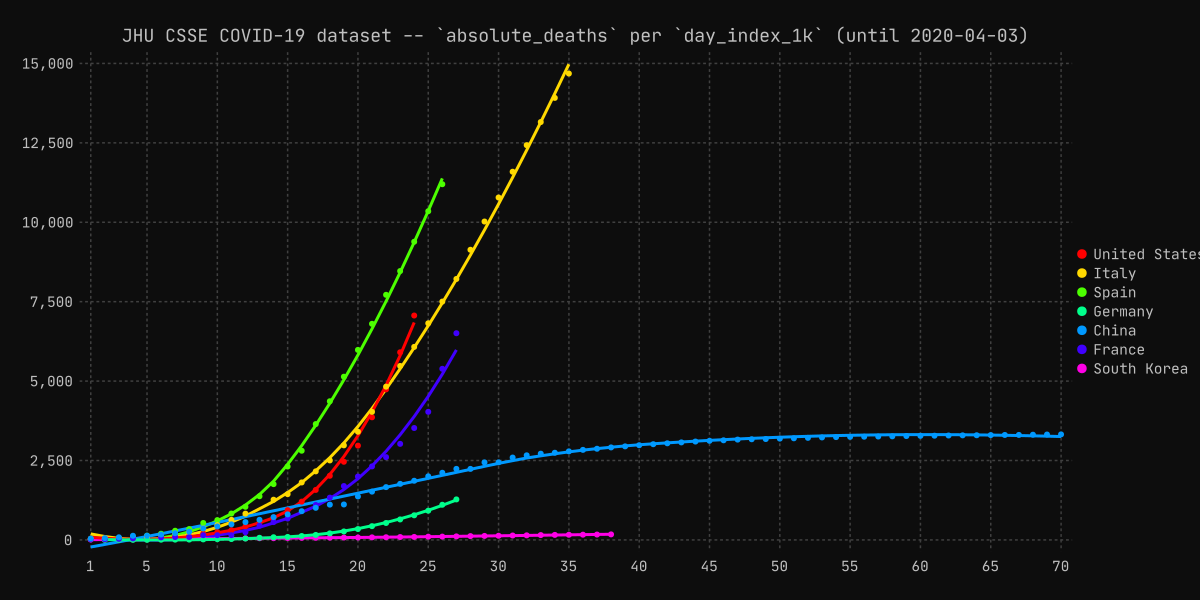 JHU CSSE COVID-19 dataset -- `absolute_deaths` per `day_index_1k` (until 2020-04-03)
15,000
12,500
10,000
7,500
5,000
2,500
0
1 5 10 15 20 25 30 35 40 45 50 55 60 65 70
United States
Italy
Spain
Germany
China
France
South Korea